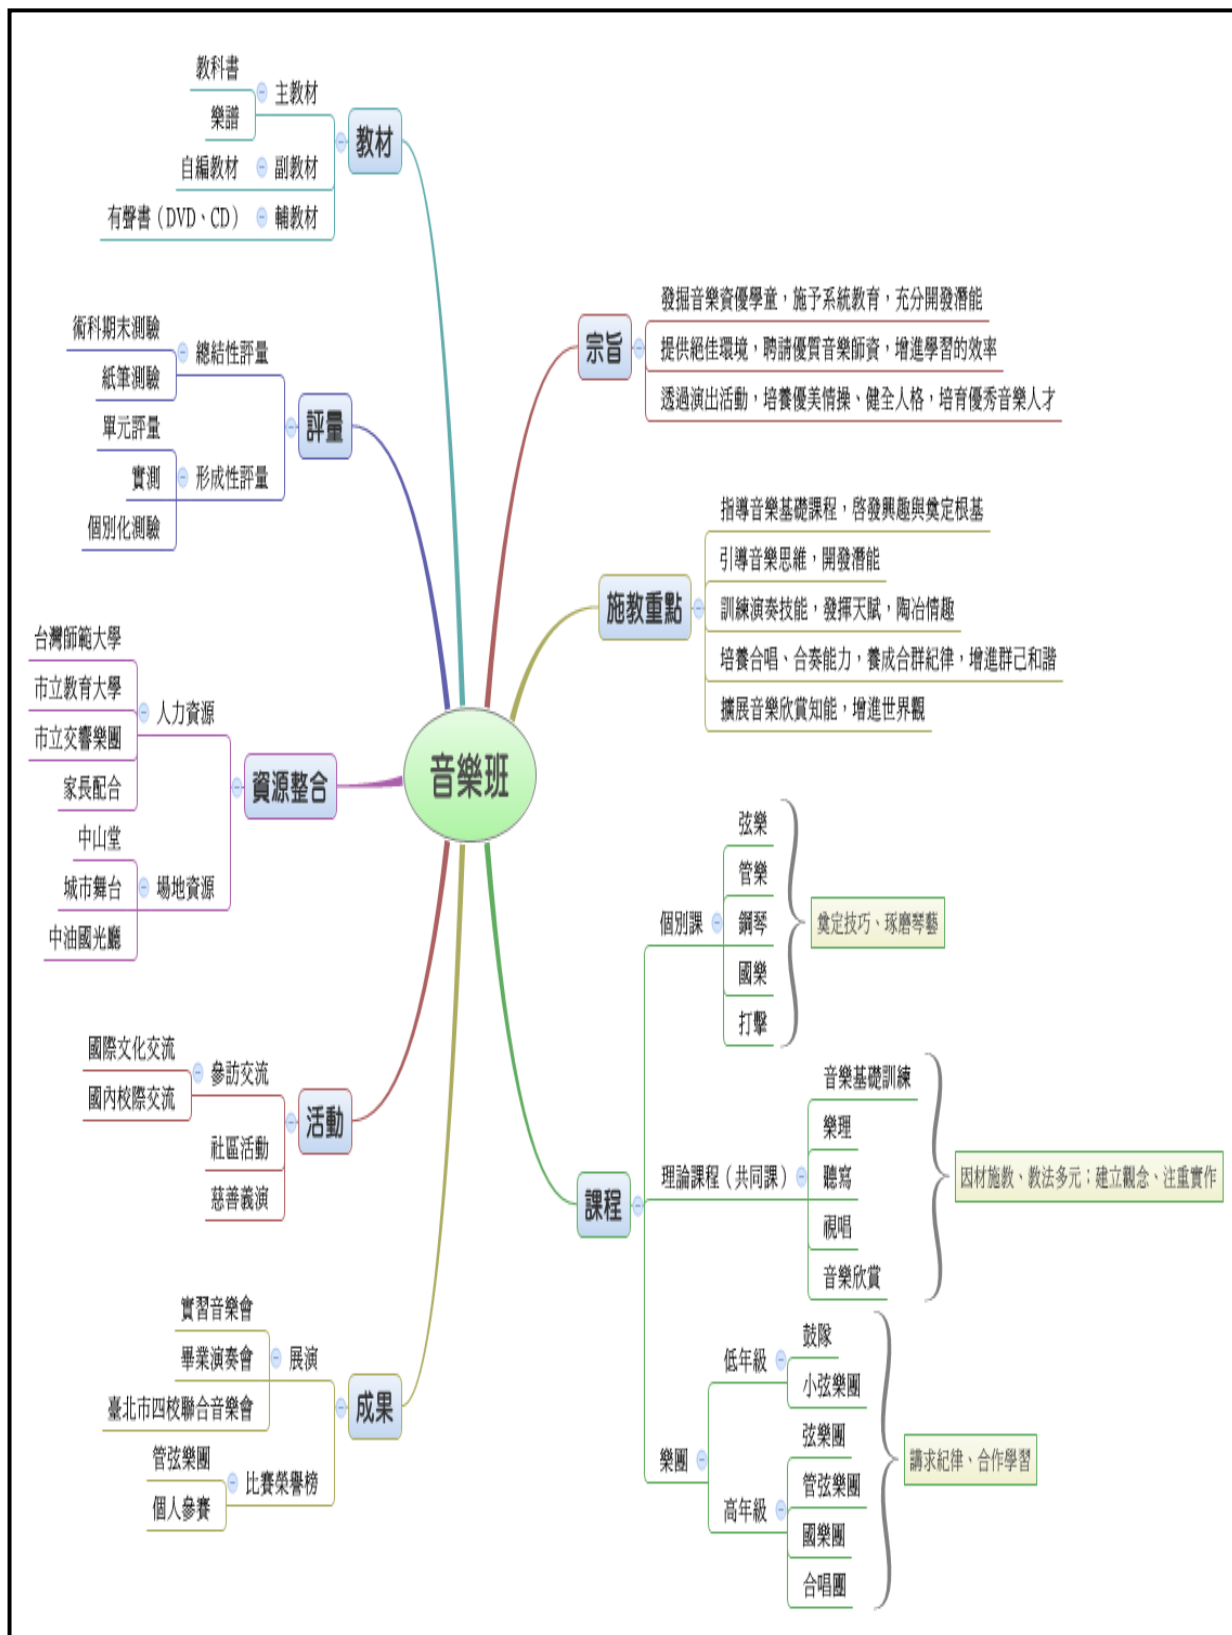 音樂班
教材
主教材
教科書
樂譜
副教材
自編教材
輔教材
有聲書（DVD、CD）
評量
總結性評量
術科期末測驗
紙筆測驗
形成性評量
單元評量
實測
個別化測驗
資源整合
人力資源
台灣師範大學
市立教育大學
市立交響樂團
家長配合
場地資源
中山堂
城市舞台
中油國光廳
活動
參訪交流
國際文化交流
國內校際交流
社區活動
慈善義演
成果
展演
實習音樂會
畢業演奏會
臺北市四校聯合音樂會
比賽榮譽榜
管弦樂團
個人參賽
宗旨
發掘音樂資優學童，施予系統教育，充分開發潛能
提供絕佳環境，聘請優質音樂師資，增進學習的效率
透過演出活動，培養優美情操、健全人格，培育優秀音樂人才
施教重點
指導音樂基礎課程，啓發興趣與奠定根基
引導音樂思維，開發潛能
訓練演奏技能，發揮天賦，陶冶情趣
培養合唱、合奏能力，養成合群紀律，增進群己和諧
擴展音樂欣賞知能，增進世界觀
課程
個別課
弦樂
管樂
鋼琴
國樂
打擊
奠定技巧、琢磨琴藝
理論課程（共同課）
音樂基礎訓練
樂理
聽寫
視唱
音樂欣賞
因材施教、教法多元；建立觀念、注重實作
樂團
低年級
鼓隊
小弦樂團
高年級
弦樂團
管弦樂團
國樂團
合唱團
講求紀律、合作學習